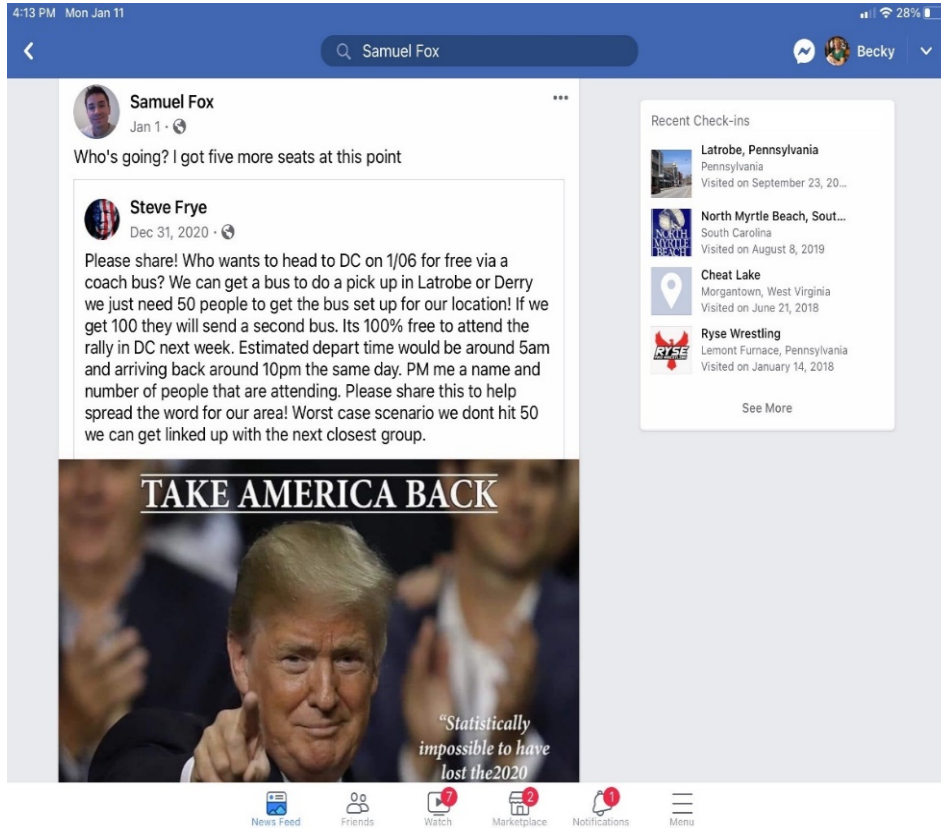 4:13 PM Mon Jan 11
28%
Samuel Fox
Becky
Samuel Fox
Jan 1 ·
Who's going? I got five more seats at this point
Steve Frye
Dec 31, 2020 ·
Please share! Who wants to head to DC on 1/06 for free via a
coach bus? We can get a bus to do a pick up in Latrobe or Derry
we just need 50 people to get the bus set up for our location! If we
get 100 they will send a second bus. Its 100% free to attend the
rally in DC next week. Estimated depart time would be around 5am
and arriving back around 10pm the same day. PM me a name and
number of people that are attending. Please share this to help
spread the word for our area! Worst case scenario we dont hit 50
we can get linked up with the next closest group.
TAKE AMERICA BACK
"Statistically
impossible to have
lost the2020
Recent Check-ins
Latrobe, Pennsylvania
Pennsylvania
Visited on September 23, 20...
NORTH
MYRTLE
BEACH
North Myrtle Beach, Sout...
South Carolina
Visited on August 8, 2019
Cheat Lake
Morgantown, West Virginia
Visited on June 21, 2018
RYSE
Ryse Wrestling
Lemont Furnace, Pennsylvania
Visited on January 14, 2018
See More
7
2
1
News Feed
Friends
Watch
Marketplace
Notifications
Menu